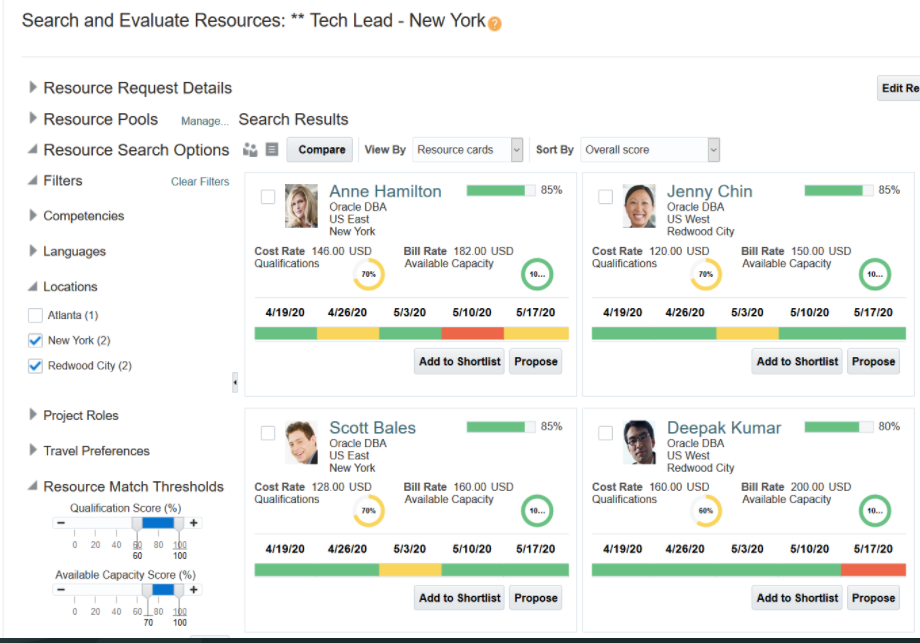 Search and Evaluate Resources: ** Tech Lead - New York
Resource Request Details
Edit Re
Resource Pools
Manage...
Search Results
Resource Search Options
Compare
View By
Resource cards
Sort By
Overall score
Filters
Clear Filters
Competencies
Languages
Locations
Atlanta (1)
New York (2)
Redwood City (2)
Project Roles
Travel Preferences
Resource Match Thresholds
Qualification Score (%)
0 20 40 60 80 100
60 100
Available Capacity Score (%)
0 20 40 60 80 100
70 100
Anne Hamilton
85%
Oracle DBA
US East
New York
Cost Rate 146.00 USD
Bill Rate 182.00 USD
Qualifications
70%
Available Capacity
10...
4/19/20 4/26/20 5/3/20 5/10/20 5/17/20
Add to Shortlist
Propose
Jenny Chin
85%
Oracle DBA
US West
Redwood City
Cost Rate 120.00 USD
Bill Rate 150.00 USD
Qualifications
70%
Available Capacity
10...
4/19/20 4/26/20 5/3/20 5/10/20 5/17/20
Add to Shortlist
Propose
Scott Bales
85%
Oracle DBA
US East
New York
Cost Rate 128.00 USD
Bill Rate 160.00 USD
Qualifications
70%
Available Capacity
10...
4/19/20 4/26/20 5/3/20 5/10/20 5/17/20
Add to Shortlist
Propose
Deepak Kumar
80%
Oracle DBA
US West
Redwood City
Cost Rate 160.00 USD
Bill Rate 200.00 USD
Qualifications
60%
Available Capacity
10...
4/19/20 4/26/20 5/3/20 5/10/20 5/17/20
Add to Shortlist
Propose